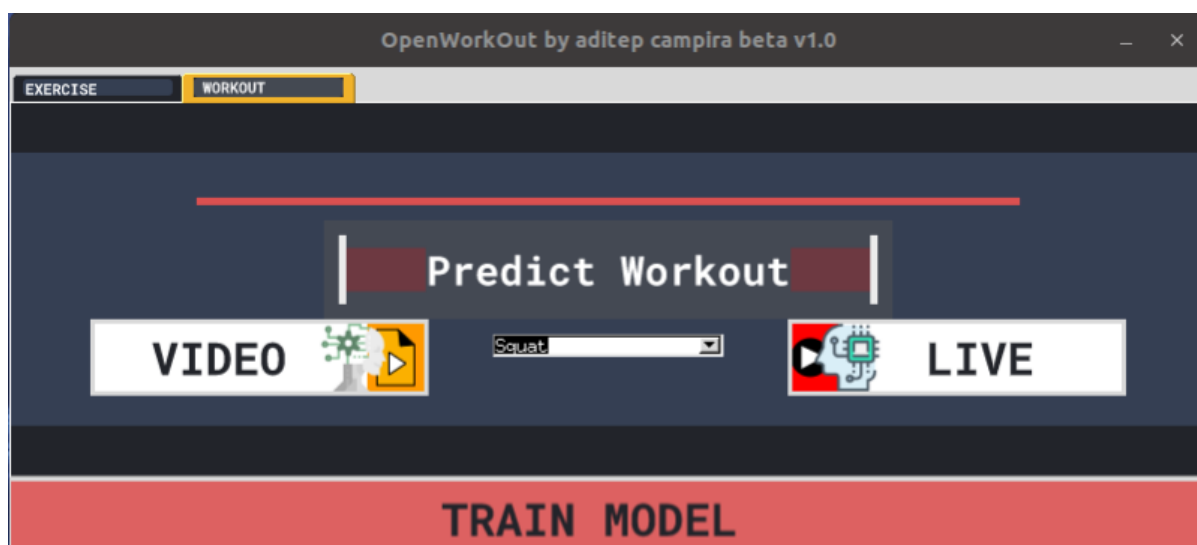 OpenWorkOut by aditep campira beta v1.0
EXERCISE
WORKOUT
Predict Workout
VIDEO
Squat
LIVE
TRAIN MODEL